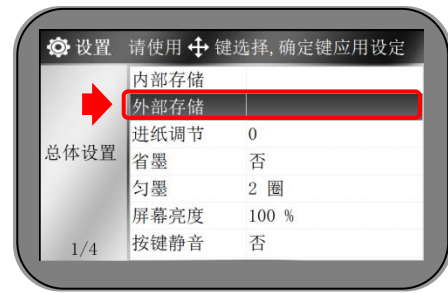 设置 请使用 键选择,确定键应用设定
内部存储
外部存储
进纸调节 0
总体设置
省墨 否
匀墨 2 圈
屏幕亮度 100 %
按键静音 否
1/4